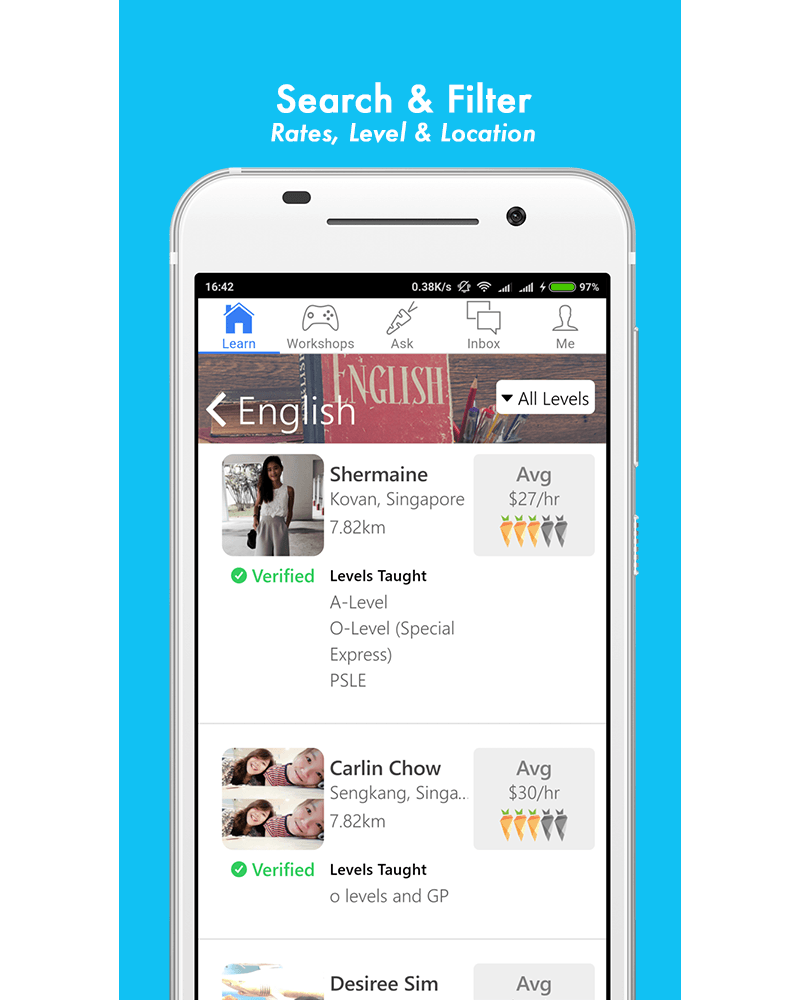 Search & Filter
Rates, Level & Location
16:42 0.38K/s 97%
Learn Workshops Ask Inbox Me
ENGLISH
English
All Levels
Shermaine
Kovan, Singapore
7.82km
Avg
$27/hr
Verified
Levels Taught
A-Level
O-Level (Special
Express)
PSLE
Carlin Chow
Sengkang, Singa...
7.82km
Avg
$30/hr
Verified
Levels Taught
o levels and GP
Desiree Sim
Avg